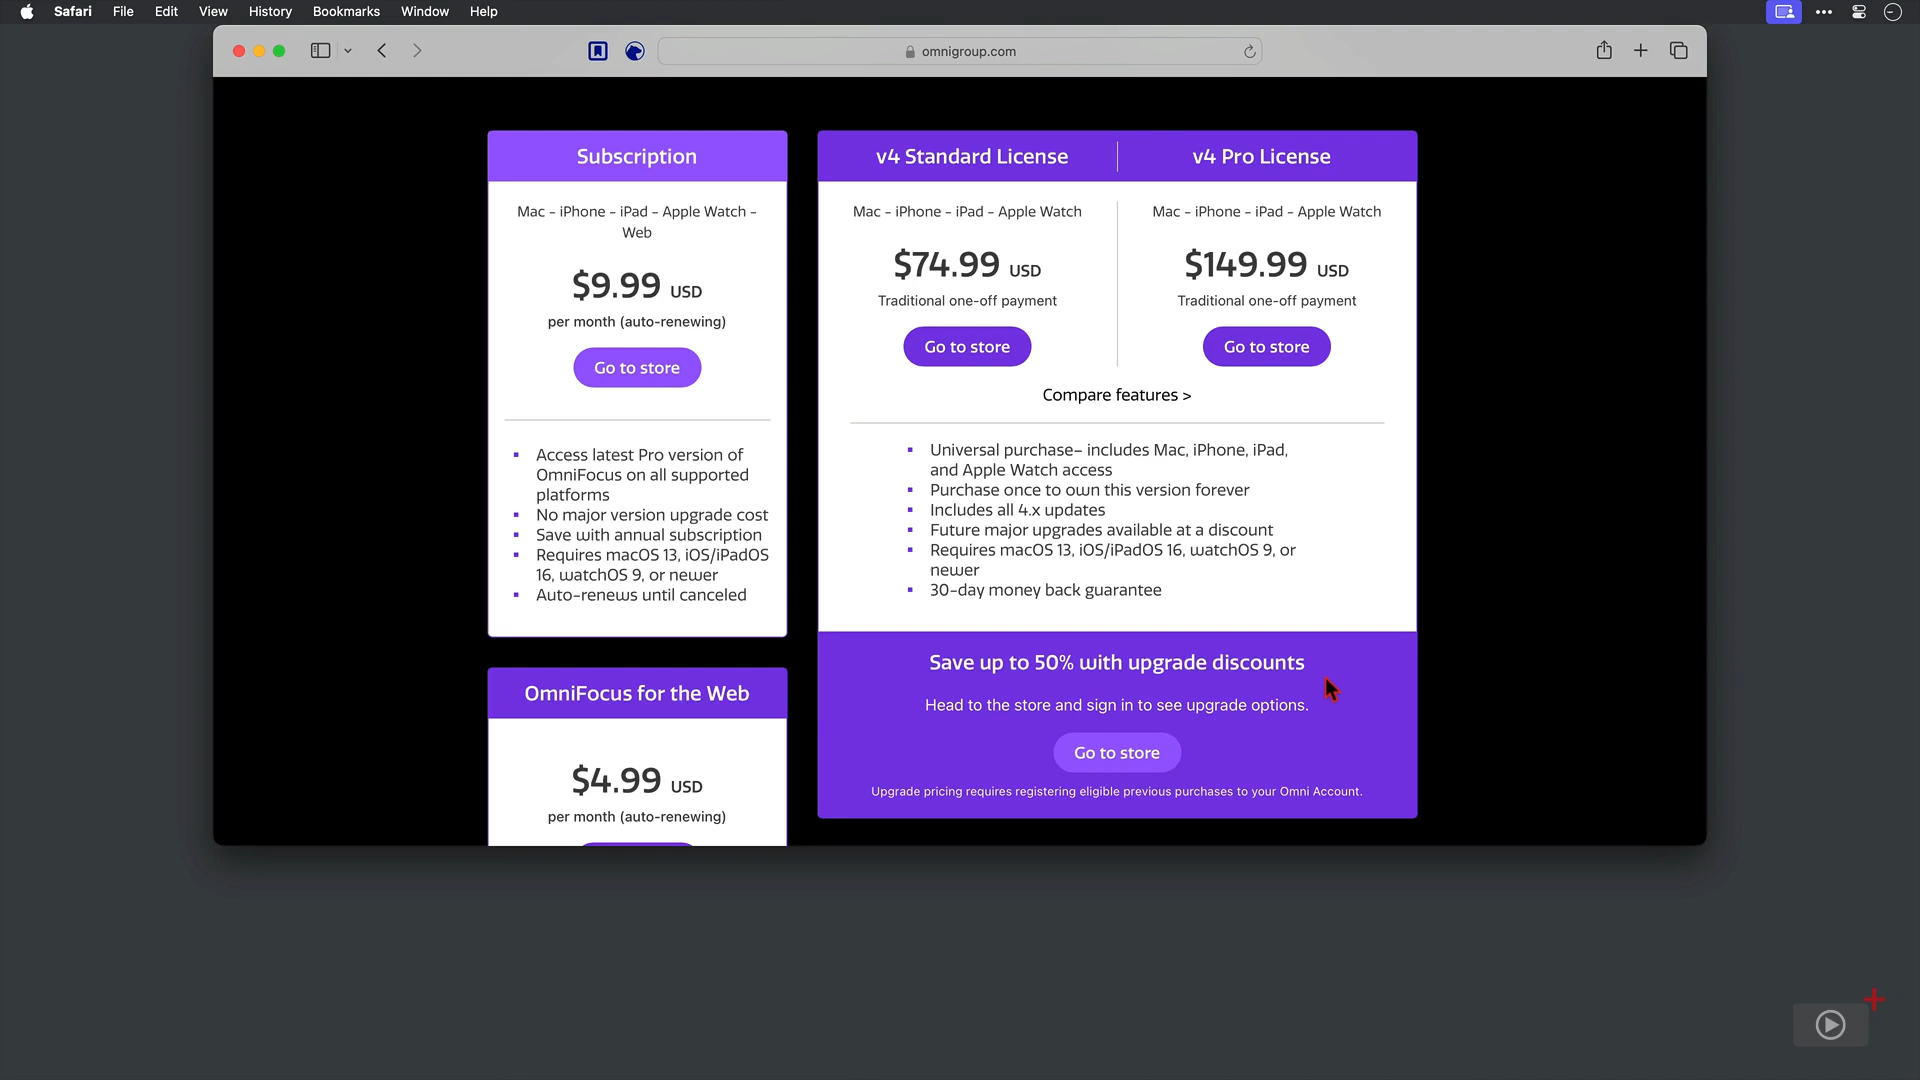 Safari File Edit View History Bookmarks Window Help
omnigroup.com
Subscription
Mac - iPhone - iPad - Apple Watch -
Web
$9.99 USD
per month (auto-renewing)
Go to store
Access latest Pro version of
OmniFocus on all supported
platforms
No major version upgrade cost
Save with annual subscription
Requires macOS 13, iOS/iPadOS
16, watchOS 9, or newer
Auto-renews until canceled
OmniFocus for the Web
$4.99 USD
per month (auto-renewing)
v4 Standard License
Mac - iPhone - iPad - Apple Watch
$74.99 USD
Traditional one-off payment
Go to store
v4 Pro License
Mac - iPhone - iPad - Apple Watch
$149.99 USD
Traditional one-off payment
Go to store
Compare features >
Universal purchase– includes Mac, iPhone, iPad,
and Apple Watch access
Purchase once to own this version forever
Includes all 4.x updates
Future major upgrades available at a discount
Requires macOS 13, iOS/iPadOS 16, watchOS 9, or
newer
30-day money back guarantee
Save up to 50% with upgrade discounts
Head to the store and sign in to see upgrade options.
Go to store
Upgrade pricing requires registering eligible previous purchases to your Omni Account.